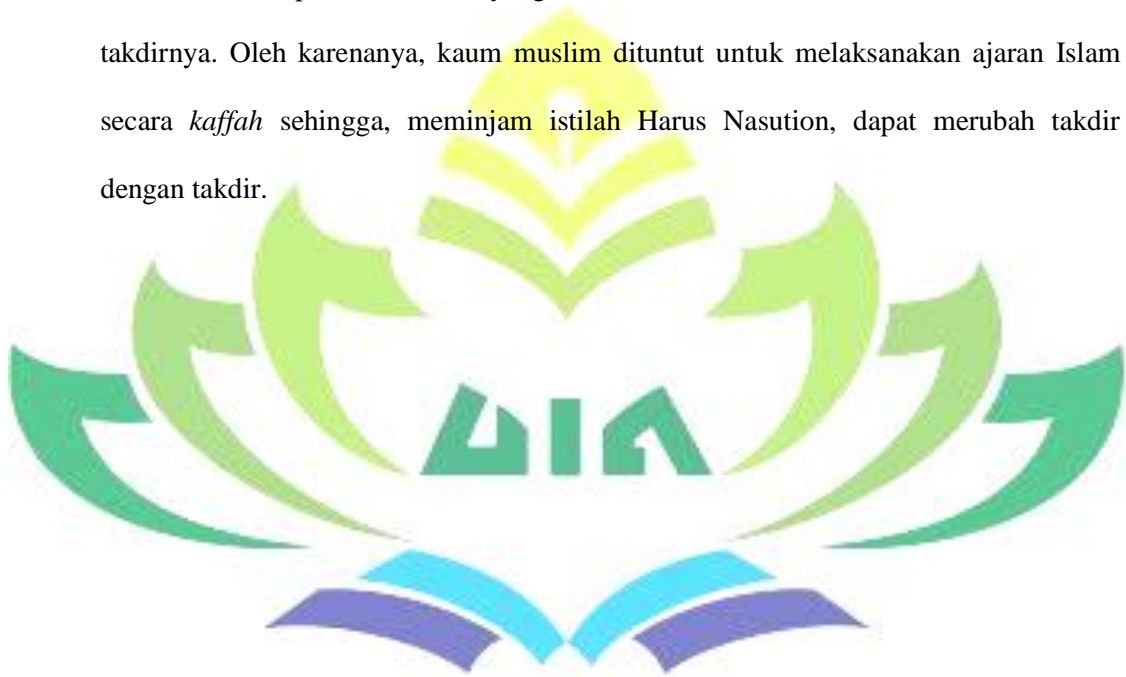 takdirnya. Oleh karenanya, kaum muslim dituntut untuk melaksanakan ajaran Islam
secara kaffah sehingga, meminjam istilah Harus Nasution, dapat merubah takdir
dengan takdir.
UIN